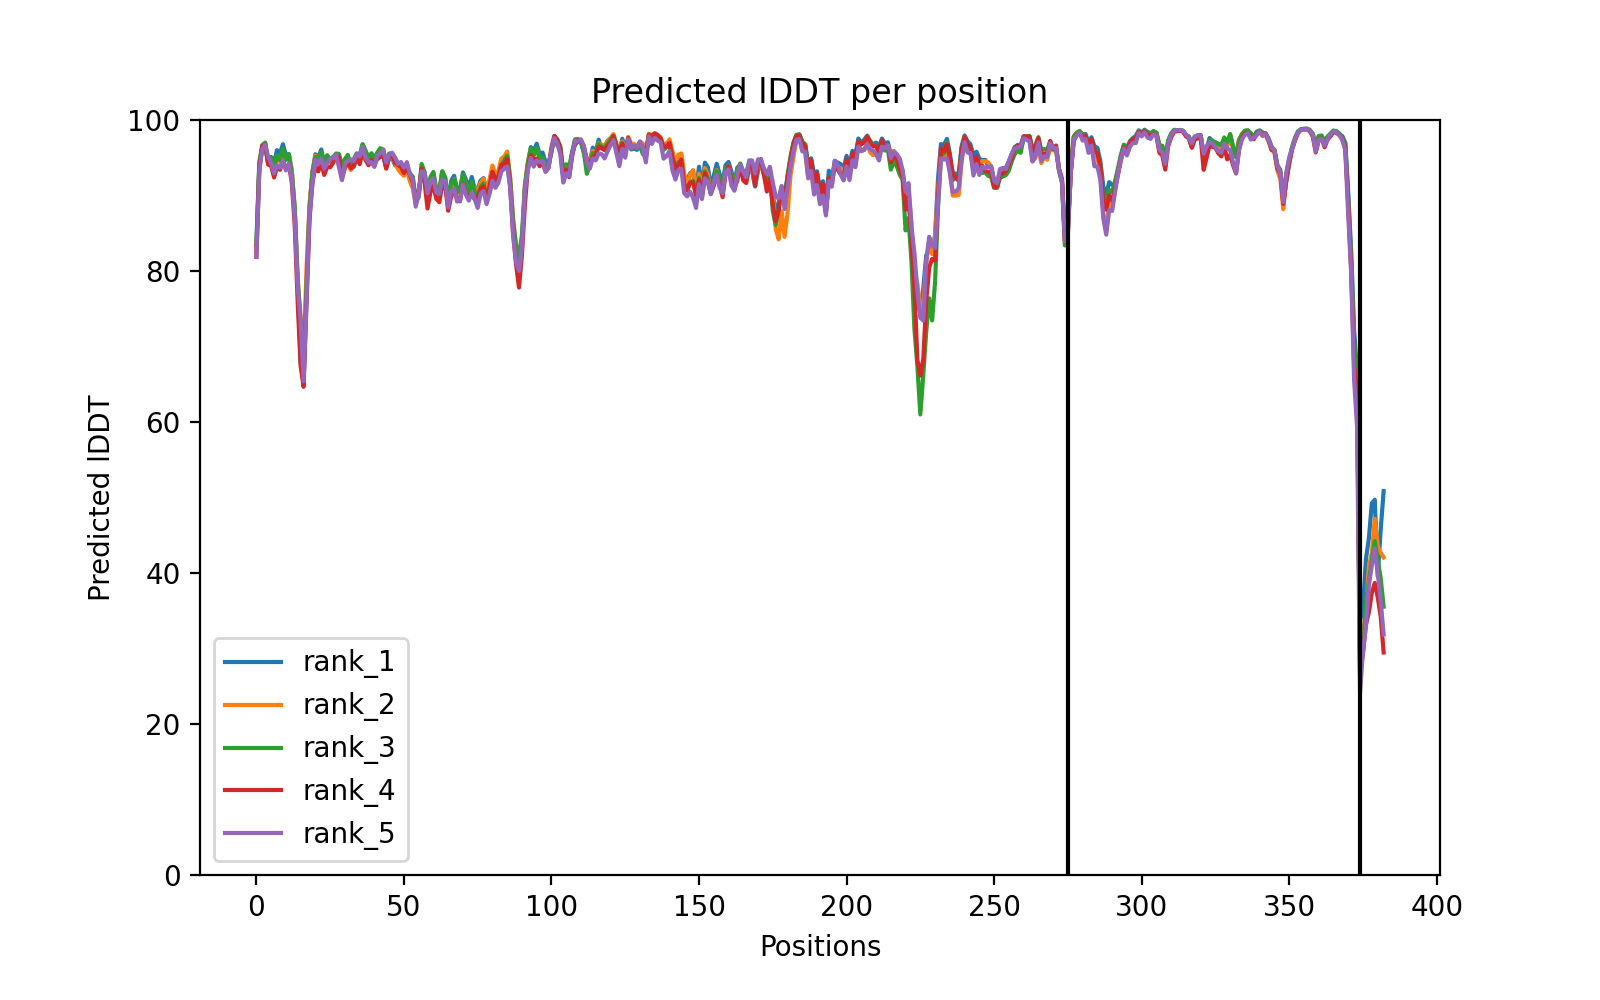 Predicted lDDT per position
100
80
60
40
20
0
Predicted lDDT
rank_1
rank_2
rank_3
rank_4
rank_5
0 50 100 150 200 250 300 350 400
Positions